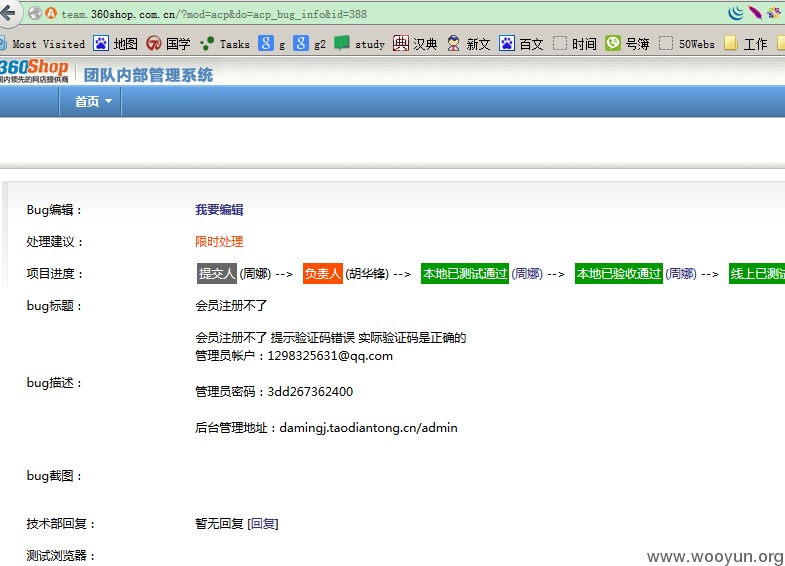 team.360shop.com.cn/?mod=acp&do=acp_bug_info&id=388
Most Visited 地图 国学 Tasks g g2 study 汉典 新文 百文 时间 号簿 50Webs 工作
360Shop 团队内部管理系统
国内领先的网店提供商
首页
Bug编辑： 我要编辑
处理建议： 限时处理
项目进度： 提交人 (周娜) --> 负责人 (胡华锋) --> 本地已测试通过 (周娜) --> 本地已验收通过 (周娜) --> 线上已测试
bug标题： 会员注册不了
会员注册不了 提示验证码错误 实际验证码是正确的
管理员帐户：1298325631@qq.com
bug描述：
管理员密码：3dd267362400
后台管理地址：damingj.taodiantong.cn/admin
bug截图：
技术部回复： 暂无回复 [回复]
测试浏览器：
www.wooyun.org